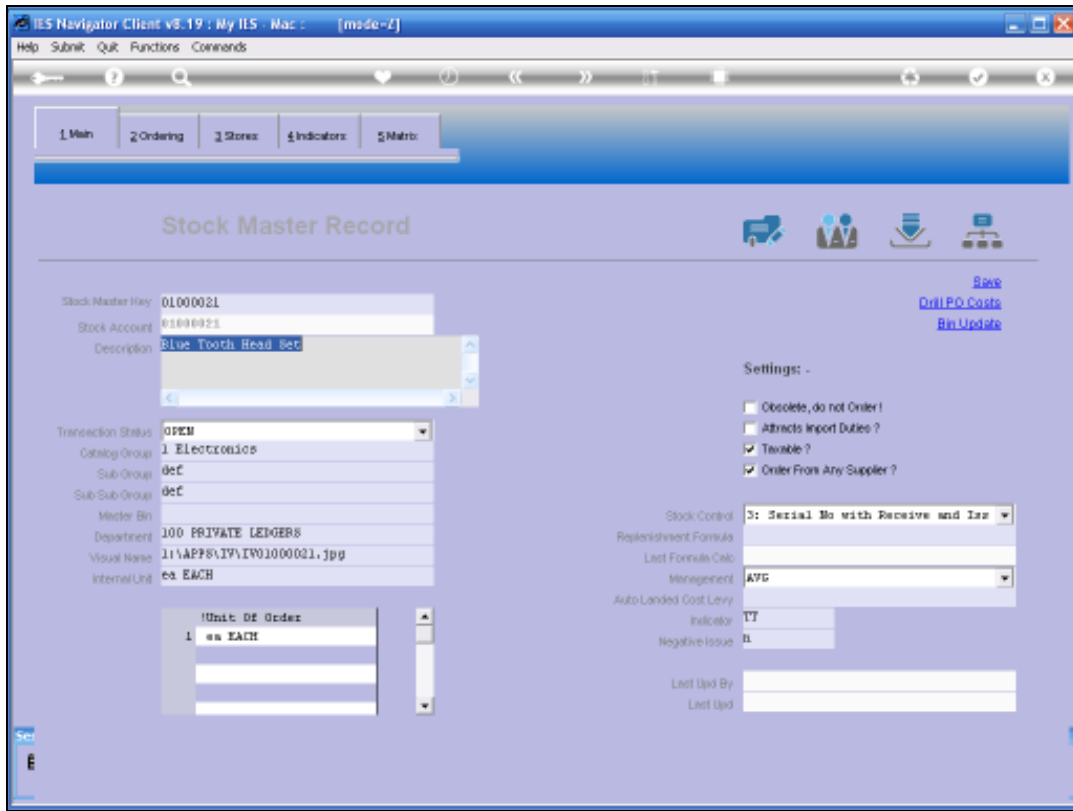 IES Navigator Client v8.19 : My IES - Mac : [mode=Z]
Help Submit Quit Functions Commands
1 Main 2 Ordering 3 Stores 4 Indicators 5 Matrix
Stock Master Record
Save
Stock Master Key 01000021
Drill PO Costs
Stock Account 01000021
Bin Update
Description Blue Tooth Head Set
Settings: -
Obsolete, do not Order !
Attracts Import Duties ?
Transaction Status OPEN
Taxable ?
Catalog Group 1 Electronics
Order From Any Supplier ?
Sub Group def
Sub Sub Group def
Master Bin
Stock Control 3: Serial No with Receive and Iss
Department 100 PRIVATE LEDGERS
Replenishment Formula
Visual Name l:\APPS\IV\IV01000021.jpg
Last Formula Calc
Internal Unit ea EACH
Management AVG
Auto Landed Cost Levy
!Unit Of Order
Indicator TT
1 ea EACH
Negative Issue n
Last Upd By
Last Upd
Ser